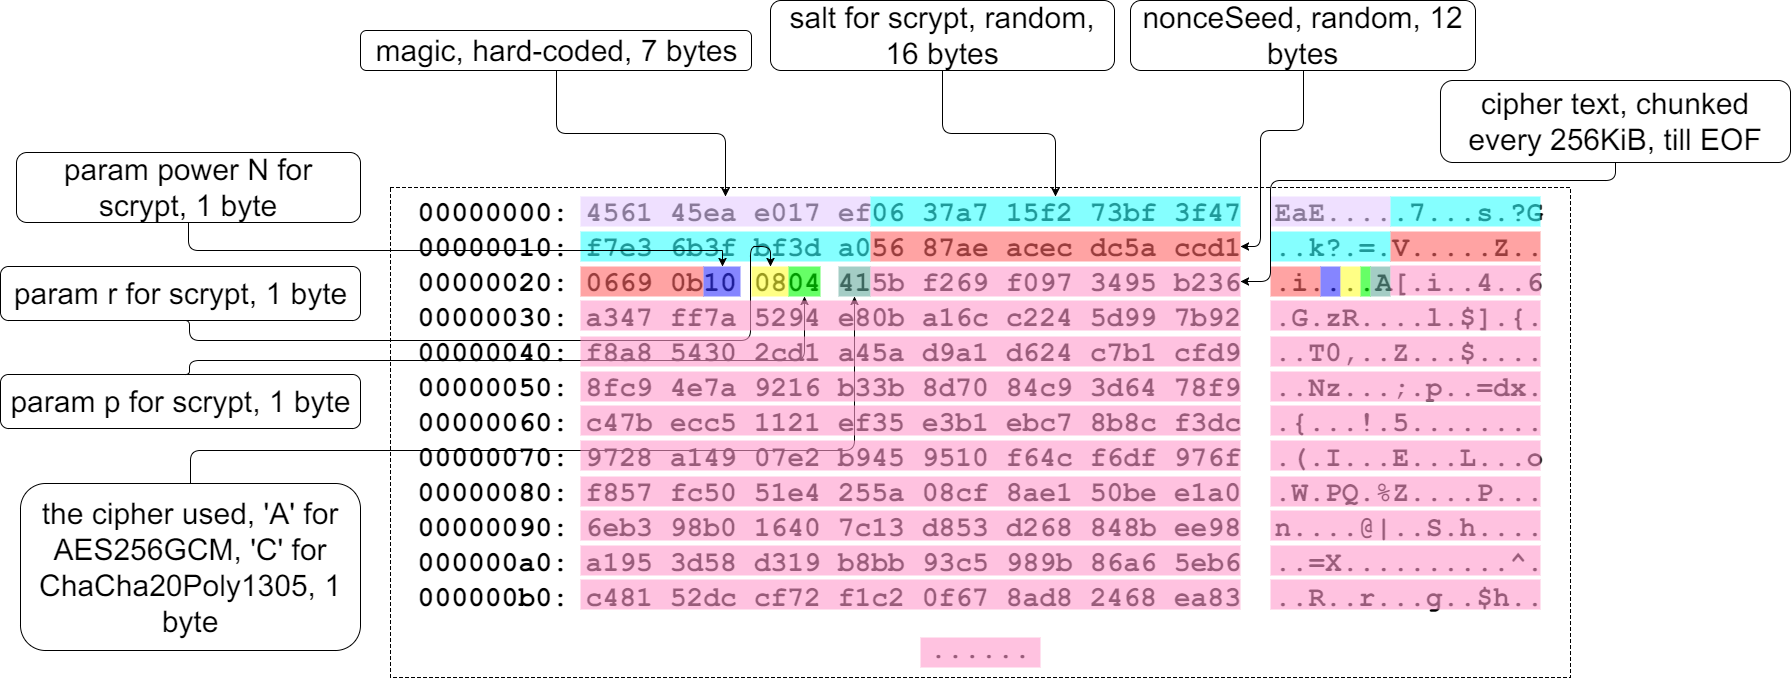 magic, hard-coded, 7 bytes
salt for scrypt, random,
16 bytes
nonceSeed, random, 12
bytes
cipher text, chunked
every 256KiB, till EOF
param power N for
scrypt, 1 byte
param r for scrypt, 1 byte
param p for scrypt, 1 byte
the cipher used, 'A' for
AES256GCM, 'C' for
ChaCha20Poly1305, 1
byte
00000000: 4561 45ea e017 ef06 37a7 15f2 73bf 3f47 EaE.....7...s.?G
00000010: f7e3 6b3f bf3d a056 87ae acec dc5a ccd1 ..k?.=.V.....Z..
00000020: 0669 0b10 0804 415b f269 f097 3495 b236 .i....A[.i..4..6
00000030: a347 ff7a 5294 e80b a16c c224 5d99 7b92 .G.zR....l.$].{.
00000040: f8a8 5430 2cd1 a45a d9a1 d624 c7b1 cfd9 ..T0,..Z...$....
00000050: 8fc9 4e7a 9216 b33b 8d70 84c9 3d64 78f9 ..Nz...;.p..=dx.
00000060: c47b ecc5 1121 ef35 e3b1 ebc7 8b8c f3dc .{...!.5........
00000070: 9728 a149 07e2 b945 9510 f64c f6df 976f .(.I...E...L...o
00000080: f857 fc50 51e4 255a 08cf 8ae1 50be e1a0 .W.PQ.%Z....P...
00000090: 6eb3 98b0 1640 7c13 d853 d268 848b ee98 n....@|..S.h....
000000a0: a195 3d58 d319 b8bb 93c5 989b 86a6 5eb6 ..=X..........^.
000000b0: c481 52dc cf72 f1c2 0f67 8ad8 2468 ea83 ..R..r...g..$h..
......